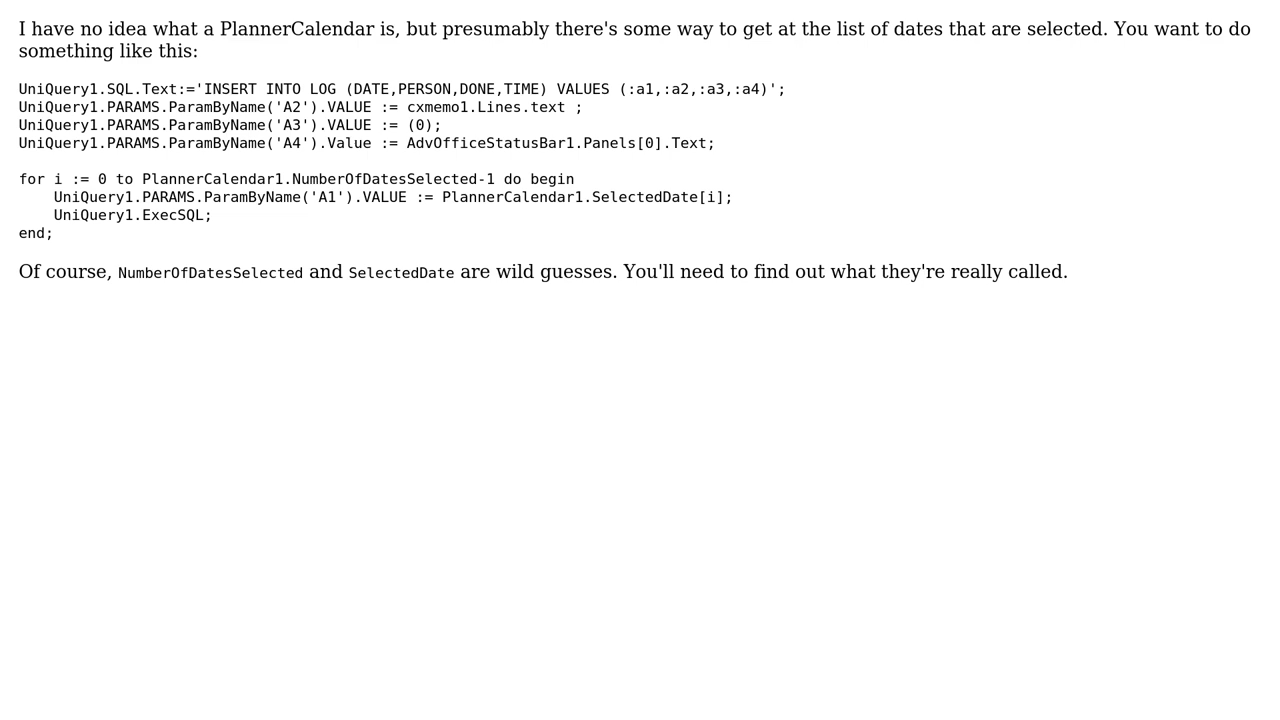 I have no idea what a PlannerCalendar is, but presumably there's some way to get at the list of dates that are selected. You want to do
something like this:
UniQuery1.SQL.Text:='INSERT INTO LOG (DATE,PERSON,DONE,TIME) VALUES (:a1,:a2,:a3,:a4)';
UniQuery1.PARAMS.ParamByName('A2').VALUE := cxmemo1.Lines.text ;
UniQuery1.PARAMS.ParamByName('A3').VALUE := (0);
UniQuery1.PARAMS.ParamByName('A4').Value := AdvOfficeStatusBar1.Panels[0].Text;
for i := 0 to PlannerCalendar1.NumberOfDatesSelected-1 do begin
    UniQuery1.PARAMS.ParamByName('A1').VALUE := PlannerCalendar1.SelectedDate[i];
    UniQuery1.ExecSQL;
end;
Of course, NumberOfDatesSelected and SelectedDate are wild guesses. You'll need to find out what they're really called.